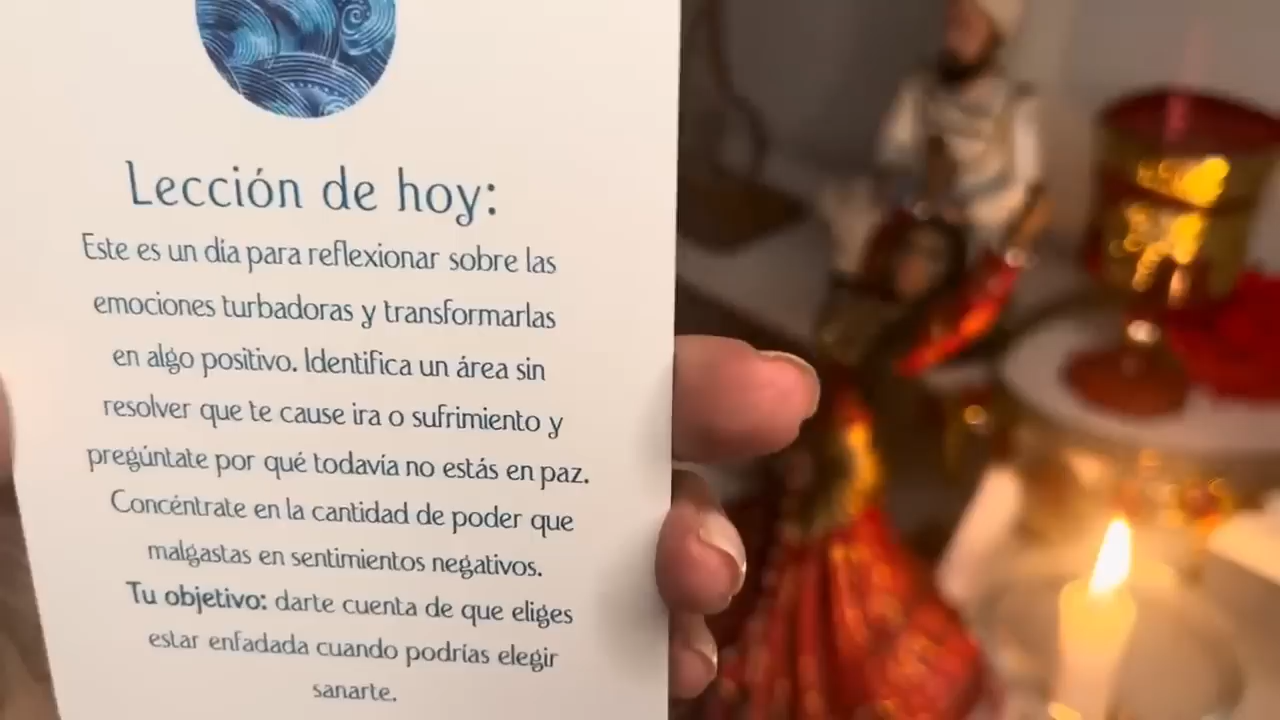 Lección de hoy:
Este es un día para reflexionar sobre las
emociones turbadoras y transformarlas
en algo positivo. Identifica un área sin
resolver que te cause ira o sufrimiento y
pregúntate por qué todavía no estás en paz.
Concéntrate en la cantidad de poder que
malgastas en sentimientos negativos.
Tu objetivo: darte cuenta de que eliges
estar enfadada cuando podrías elegir
sanarte.